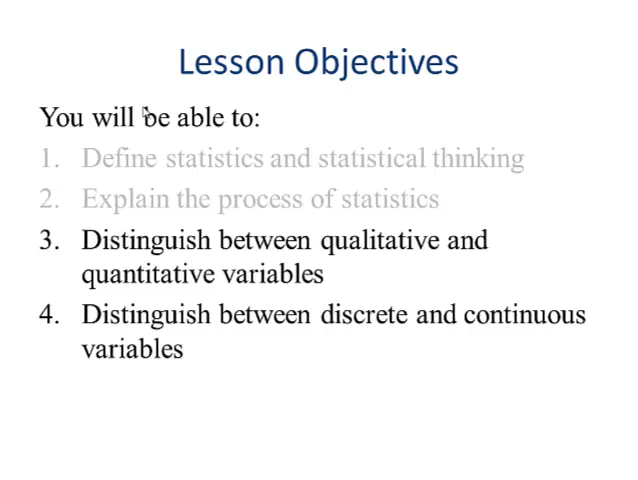 Lesson Objectives
You will be able to:
1. Define statistics and statistical thinking
2. Explain the process of statistics
3. Distinguish between qualitative and
quantitative variables
4. Distinguish between discrete and continuous
variables